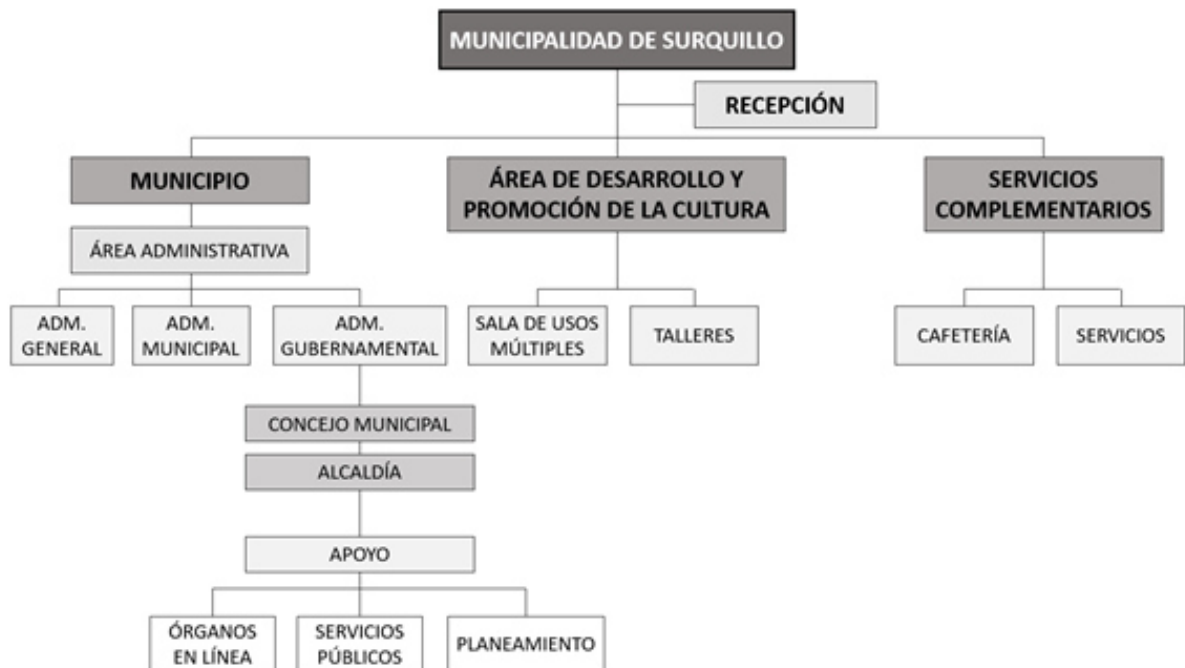 MUNICIPALIDAD DE SURQUILLO
RECEPCIÓN
MUNICIPIO
ÁREA DE DESARROLLO Y
PROMOCIÓN DE LA CULTURA
SERVICIOS
COMPLEMENTARIOS
ÁREA ADMINISTRATIVA
ADM.
GENERAL
ADM.
MUNICIPAL
ADM.
GUBERNAMENTAL
SALA DE USOS
MÚLTIPLES
TALLERES
CAFETERÍA
SERVICIOS
CONCEJO MUNICIPAL
ALCALDÍA
APOYO
ÓRGANOS
EN LÍNEA
SERVICIOS
PÚBLICOS
PLANEAMIENTO